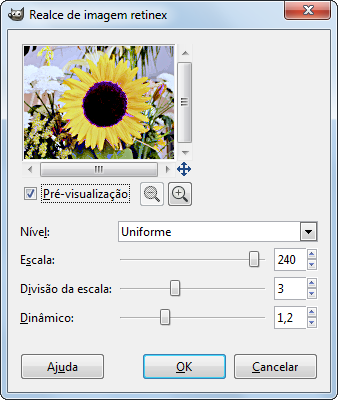 Realce de imagem retinex
Pré-visualização
Nível: Uniforme
Escala: 240
Divisão da escala: 3
Dinâmico: 1,2
Ajuda OK Cancelar